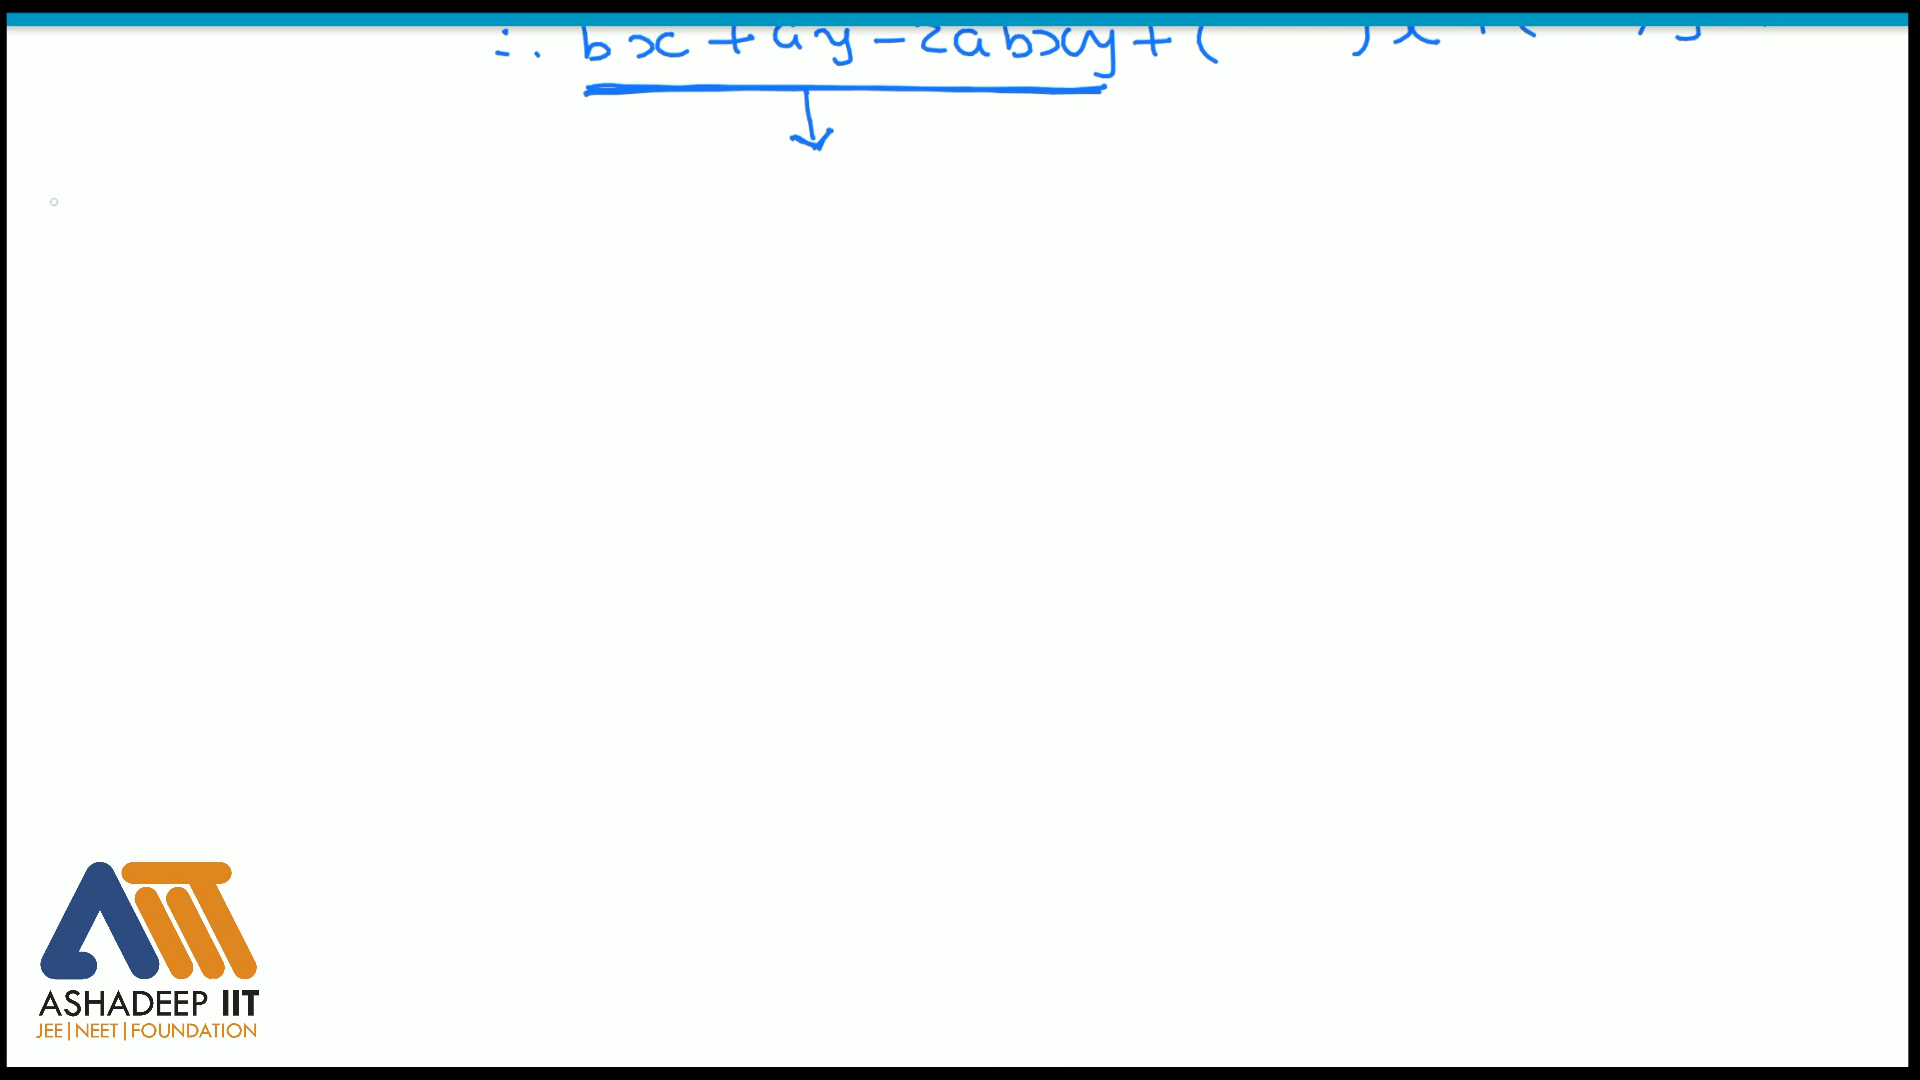 ∴ bx + ay - 2abxy + (     )x + (     )y
ASHADEEP IIT
JEE | NEET | FOUNDATION